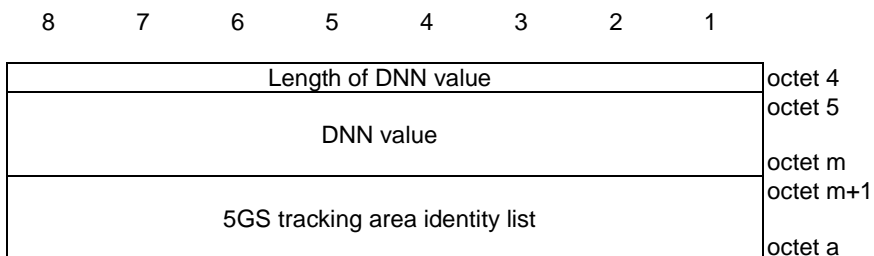 8 7 6 5 4 3 2 1
Length of DNN value octet 4
octet 5
DNN value
octet m
octet m+1
5GS tracking area identity list
octet a